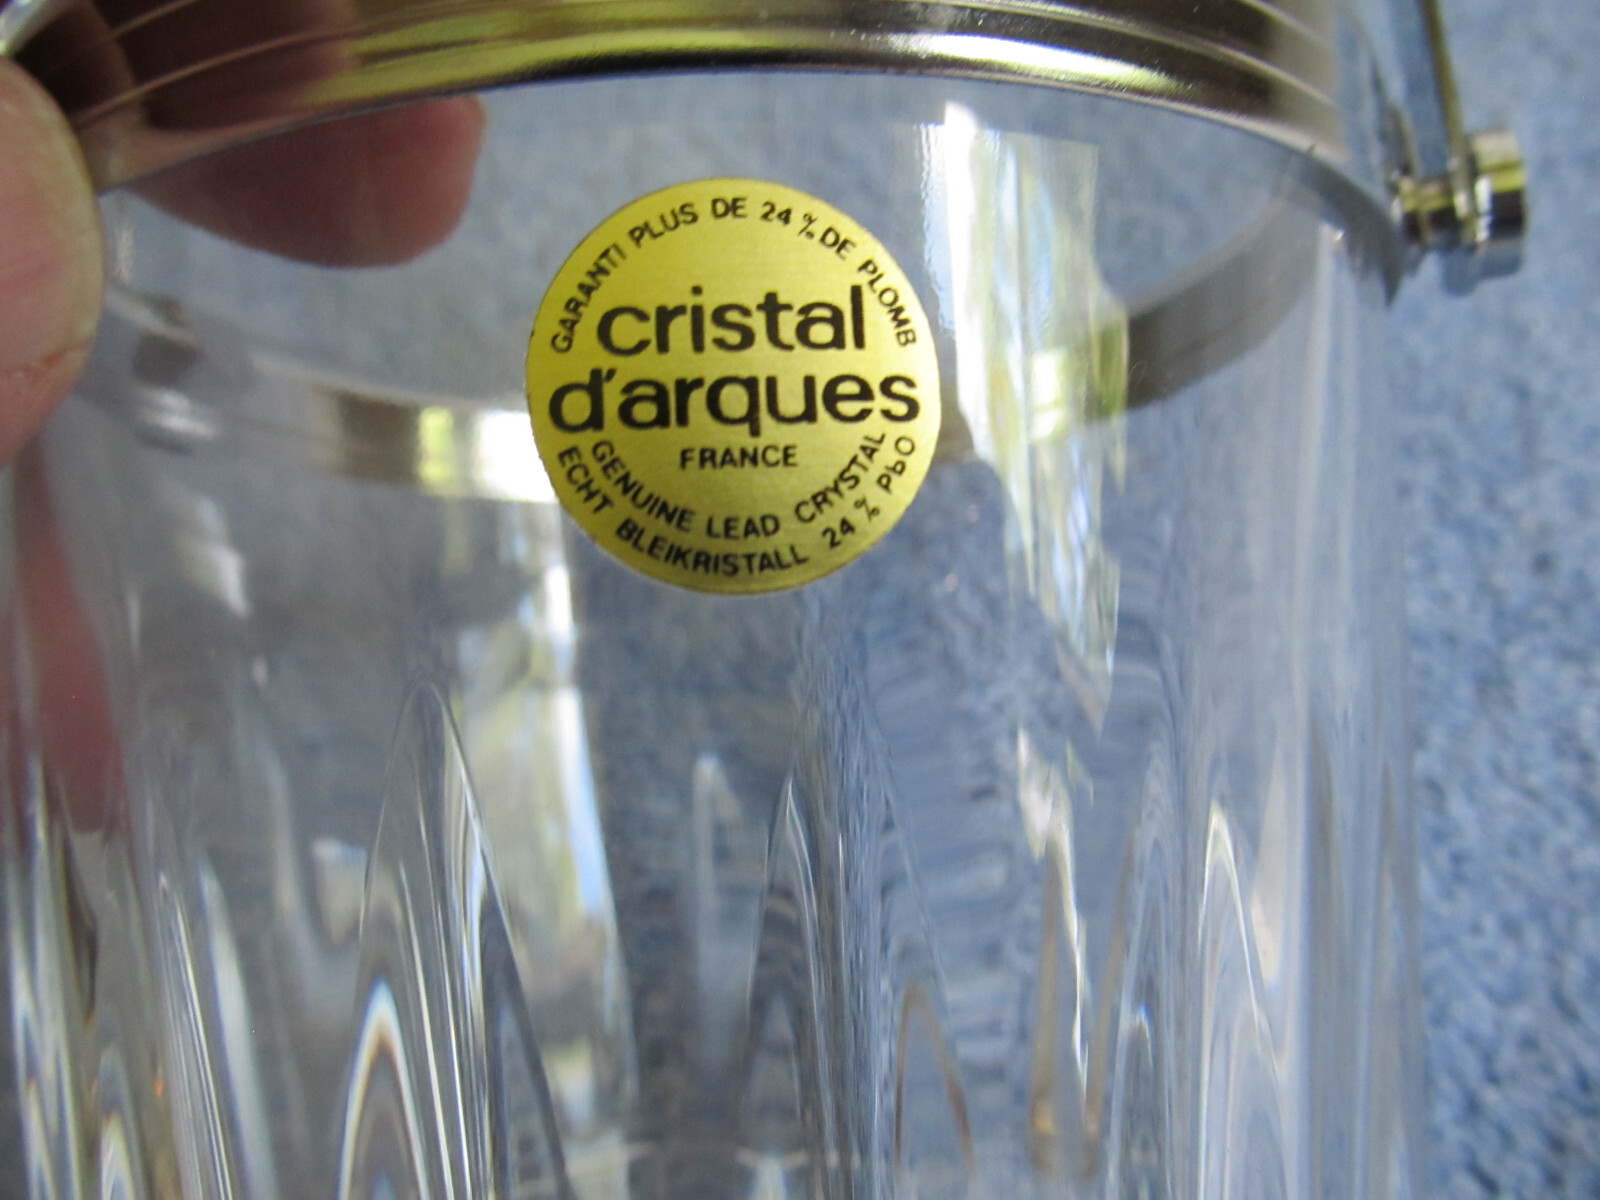 GARANTI PLUS DE 24 % DE PLOMB
cristal
d'arques
FRANCE
GENUINE LEAD CRYSTAL
ECHT BLEIKRISTALL 24 % PbO